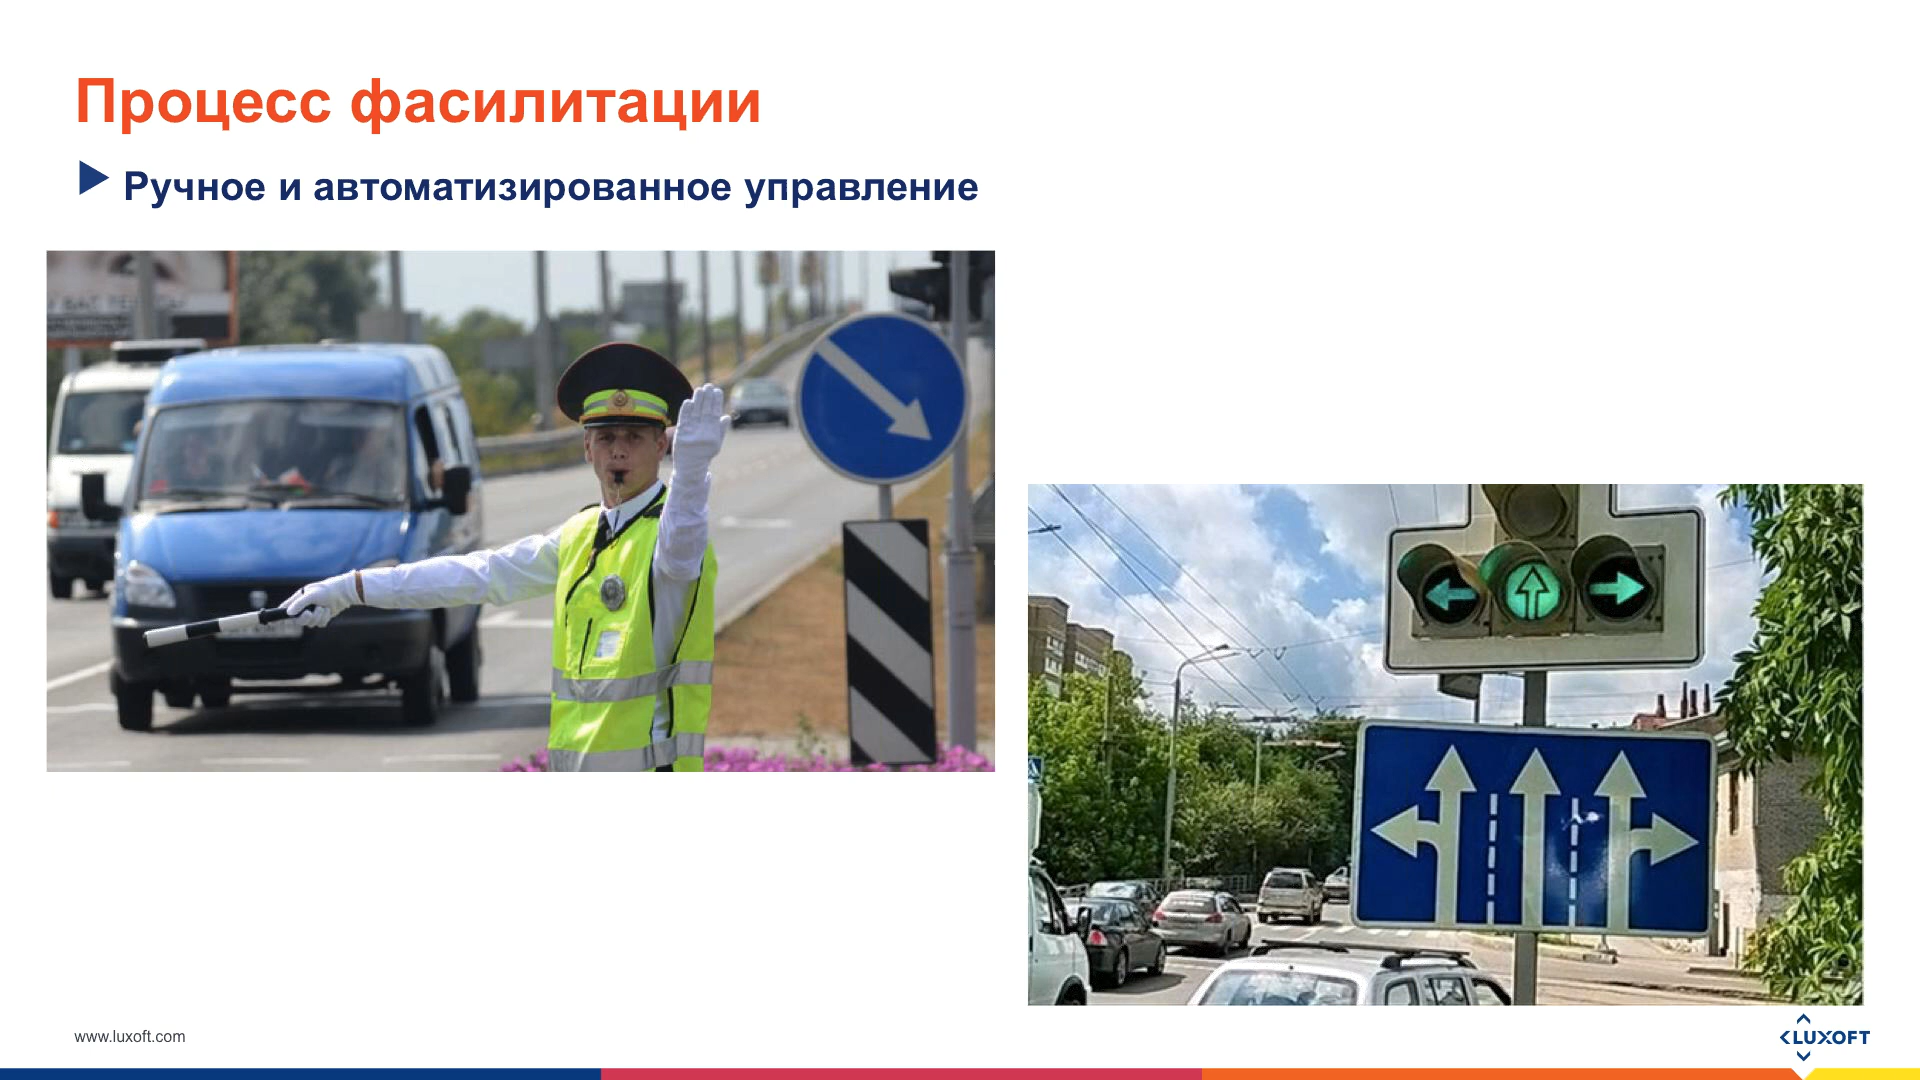 Процесс фасилитации
Ручное и автоматизированное управление
www.luxoft.com
LUXOFT